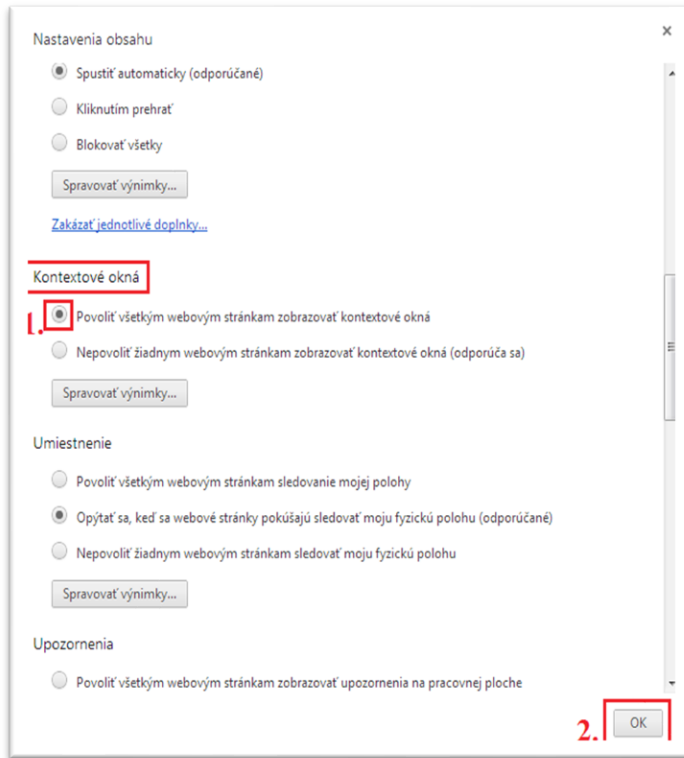 Nastavenia obsahu
Spustiť automaticky (odporúčané)
Kliknutím prehrať
Blokovať všetky
Spravovať výnimky...
Zakázať jednotlivé doplnky...
Kontextové okná
1.
Povoliť všetkým webovým stránkam zobrazovať kontextové okná
Nepovoliť žiadnym webovým stránkam zobrazovať kontextové okná (odporúča sa)
Spravovať výnimky...
Umiestnenie
Povoliť všetkým webovým stránkam sledovanie mojej polohy
Opýtať sa, keď sa webové stránky pokúšajú sledovať moju fyzickú polohu (odporúčané)
Nepovoliť žiadnym webovým stránkam sledovať moju fyzickú polohu
Spravovať výnimky...
Upozornenia
Povoliť všetkým webovým stránkam zobrazovať upozornenia na pracovnej ploche
2. OK